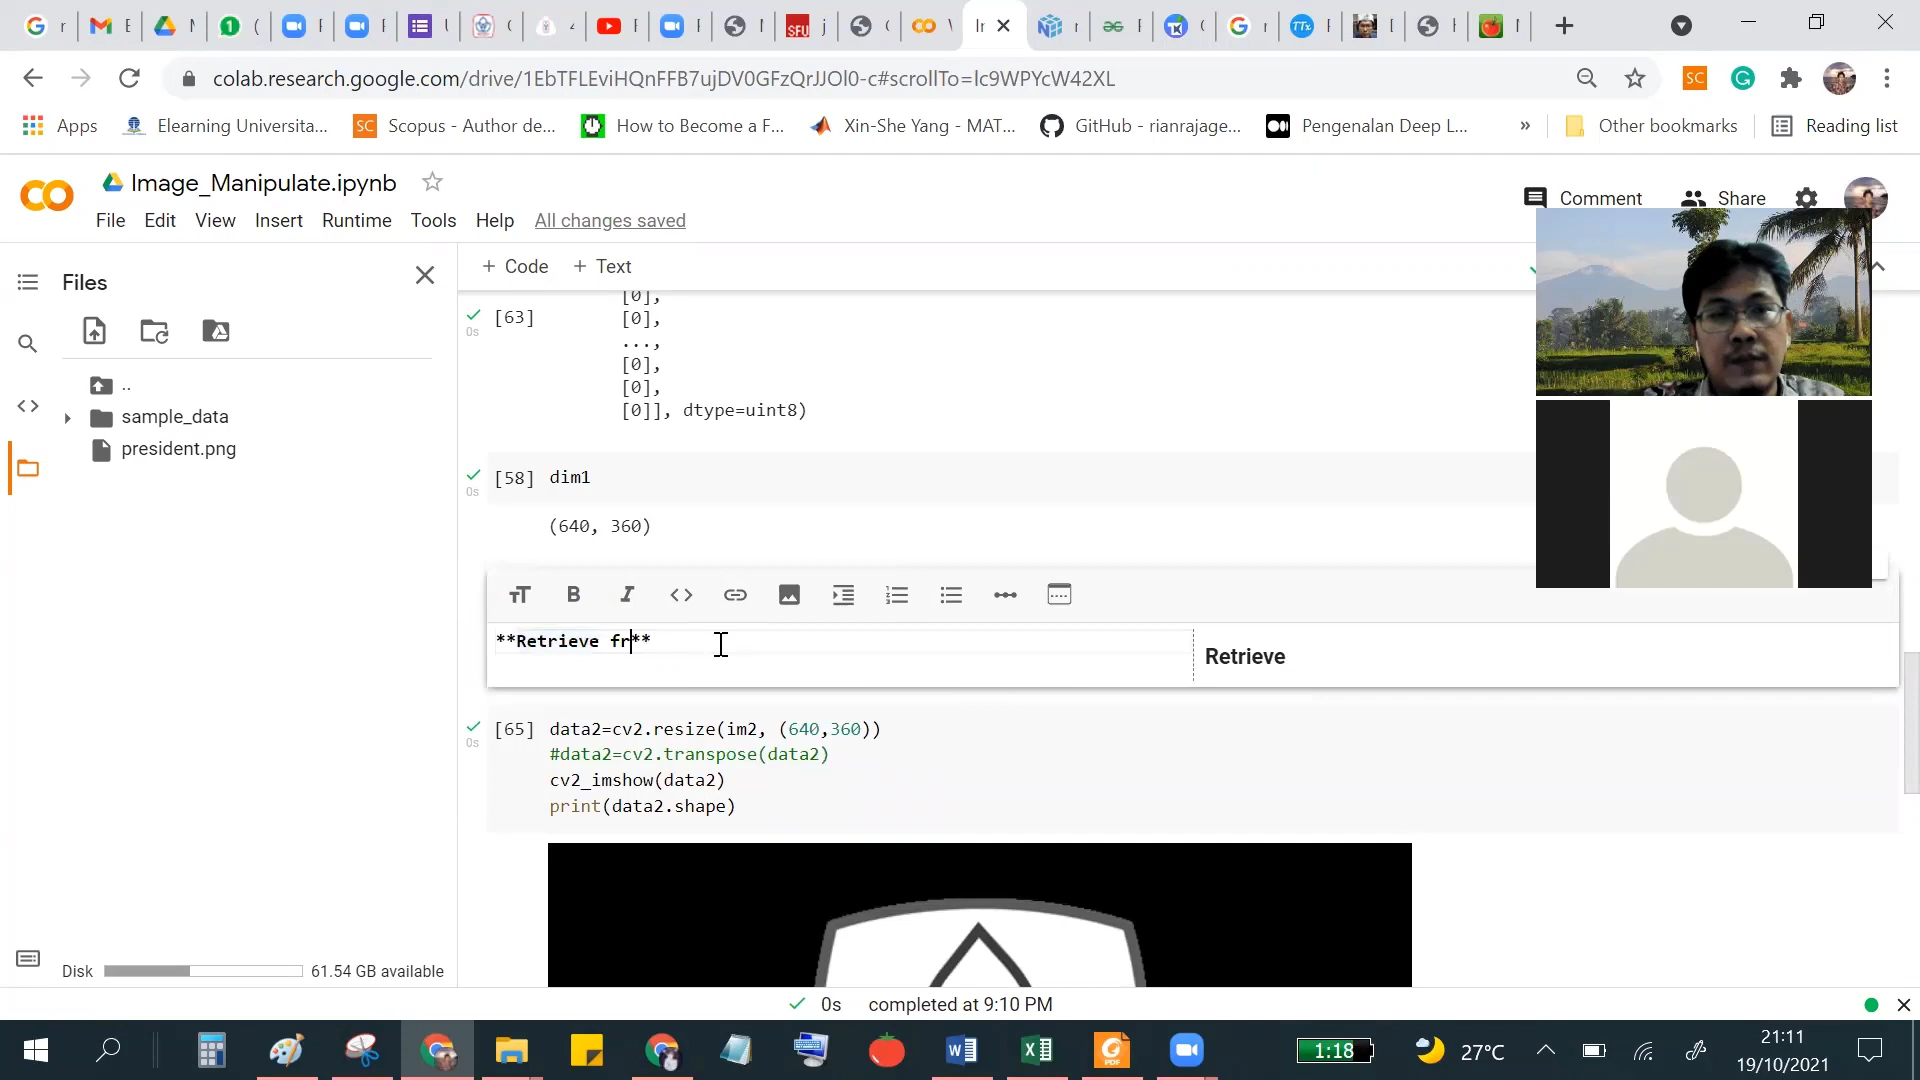 colab.research.google.com/drive/1EbTFLEviHQnFFB7ujDV0GFzQrJJOl0-c#scrollTo=lc9WPYcW42XL
Apps
Elearning Universita...
Scopus - Author de...
How to Become a F...
Xin-She Yang - MAT...
GitHub - rianrajage...
Pengenalan Deep L...
»
Other bookmarks
Reading list
Image_Manipulate.ipynb
Comment
Share
File Edit View Insert Runtime Tools Help All changes saved
Files
+ Code + Text
[0],
[63] [0],
0s
...,
[0],
[0],
[0]], dtype=uint8)
..
sample_data
president.png
[58] dim1
0s
(640, 360)
**Retrieve fr**
Retrieve
[65] data2=cv2.resize(im2, (640,360))
0s
#data2=cv2.transpose(data2)
cv2_imshow(data2)
print(data2.shape)
Disk 61.54 GB available
0s completed at 9:10 PM
1:18
27°C
21:11
19/10/2021